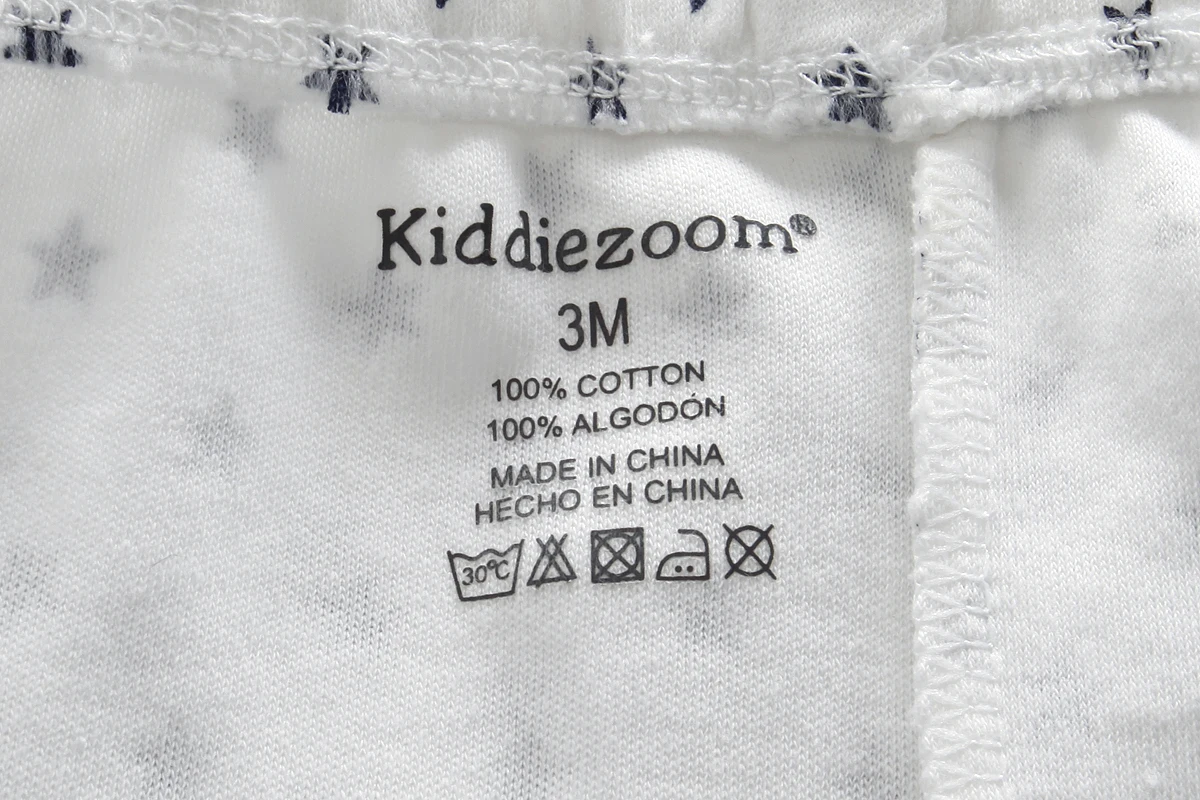 Kiddiezoom®
3M
100% COTTON
100% ALGODÓN
MADE IN CHINA
HECHO EN CHINA
30℃